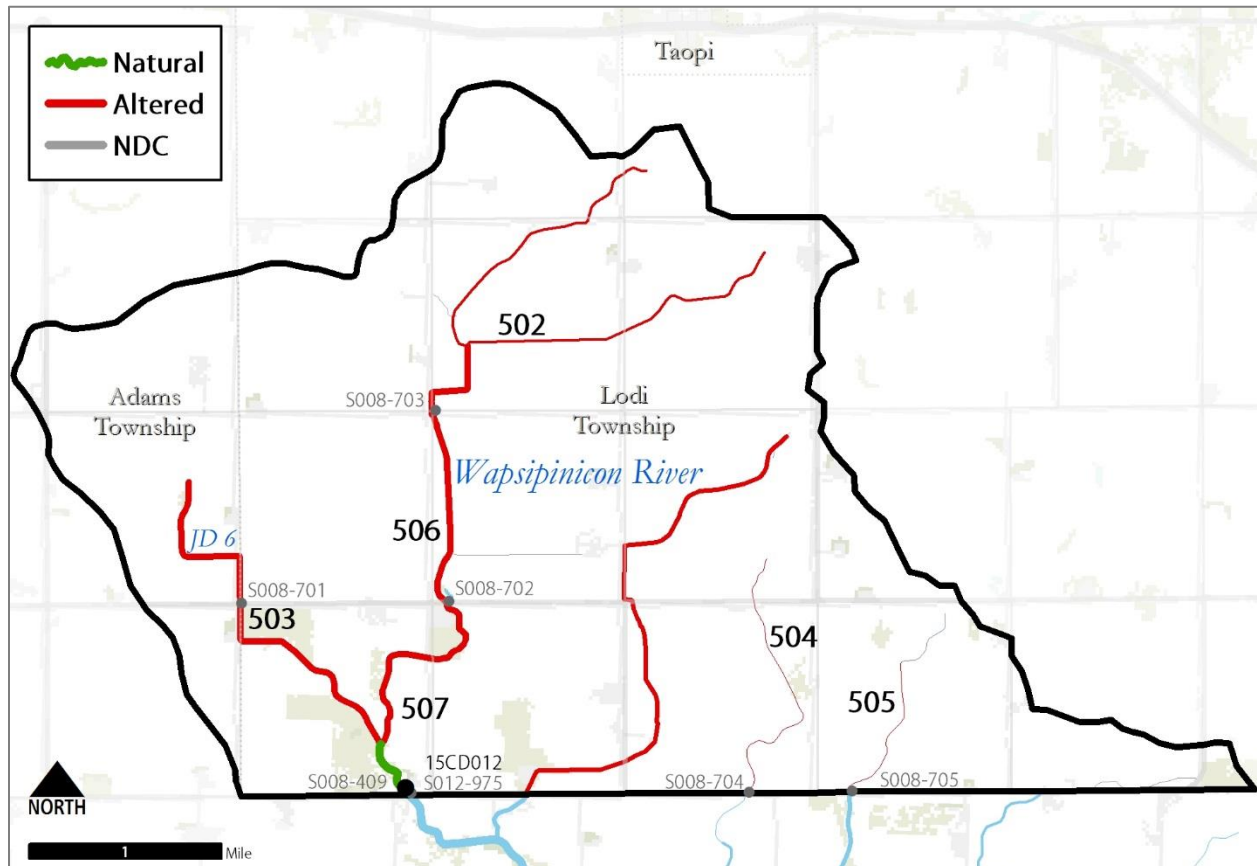 Natural
Altered
NDC
Taopi
502
Adams
Township
S008-703
Lodi
Township
Wapsipinicon River
506
JD 6
S008-701
S008-702
503
504
505
507
15CD012
S008-409
S012-975
S008-704
S008-705
NORTH
1
Mile